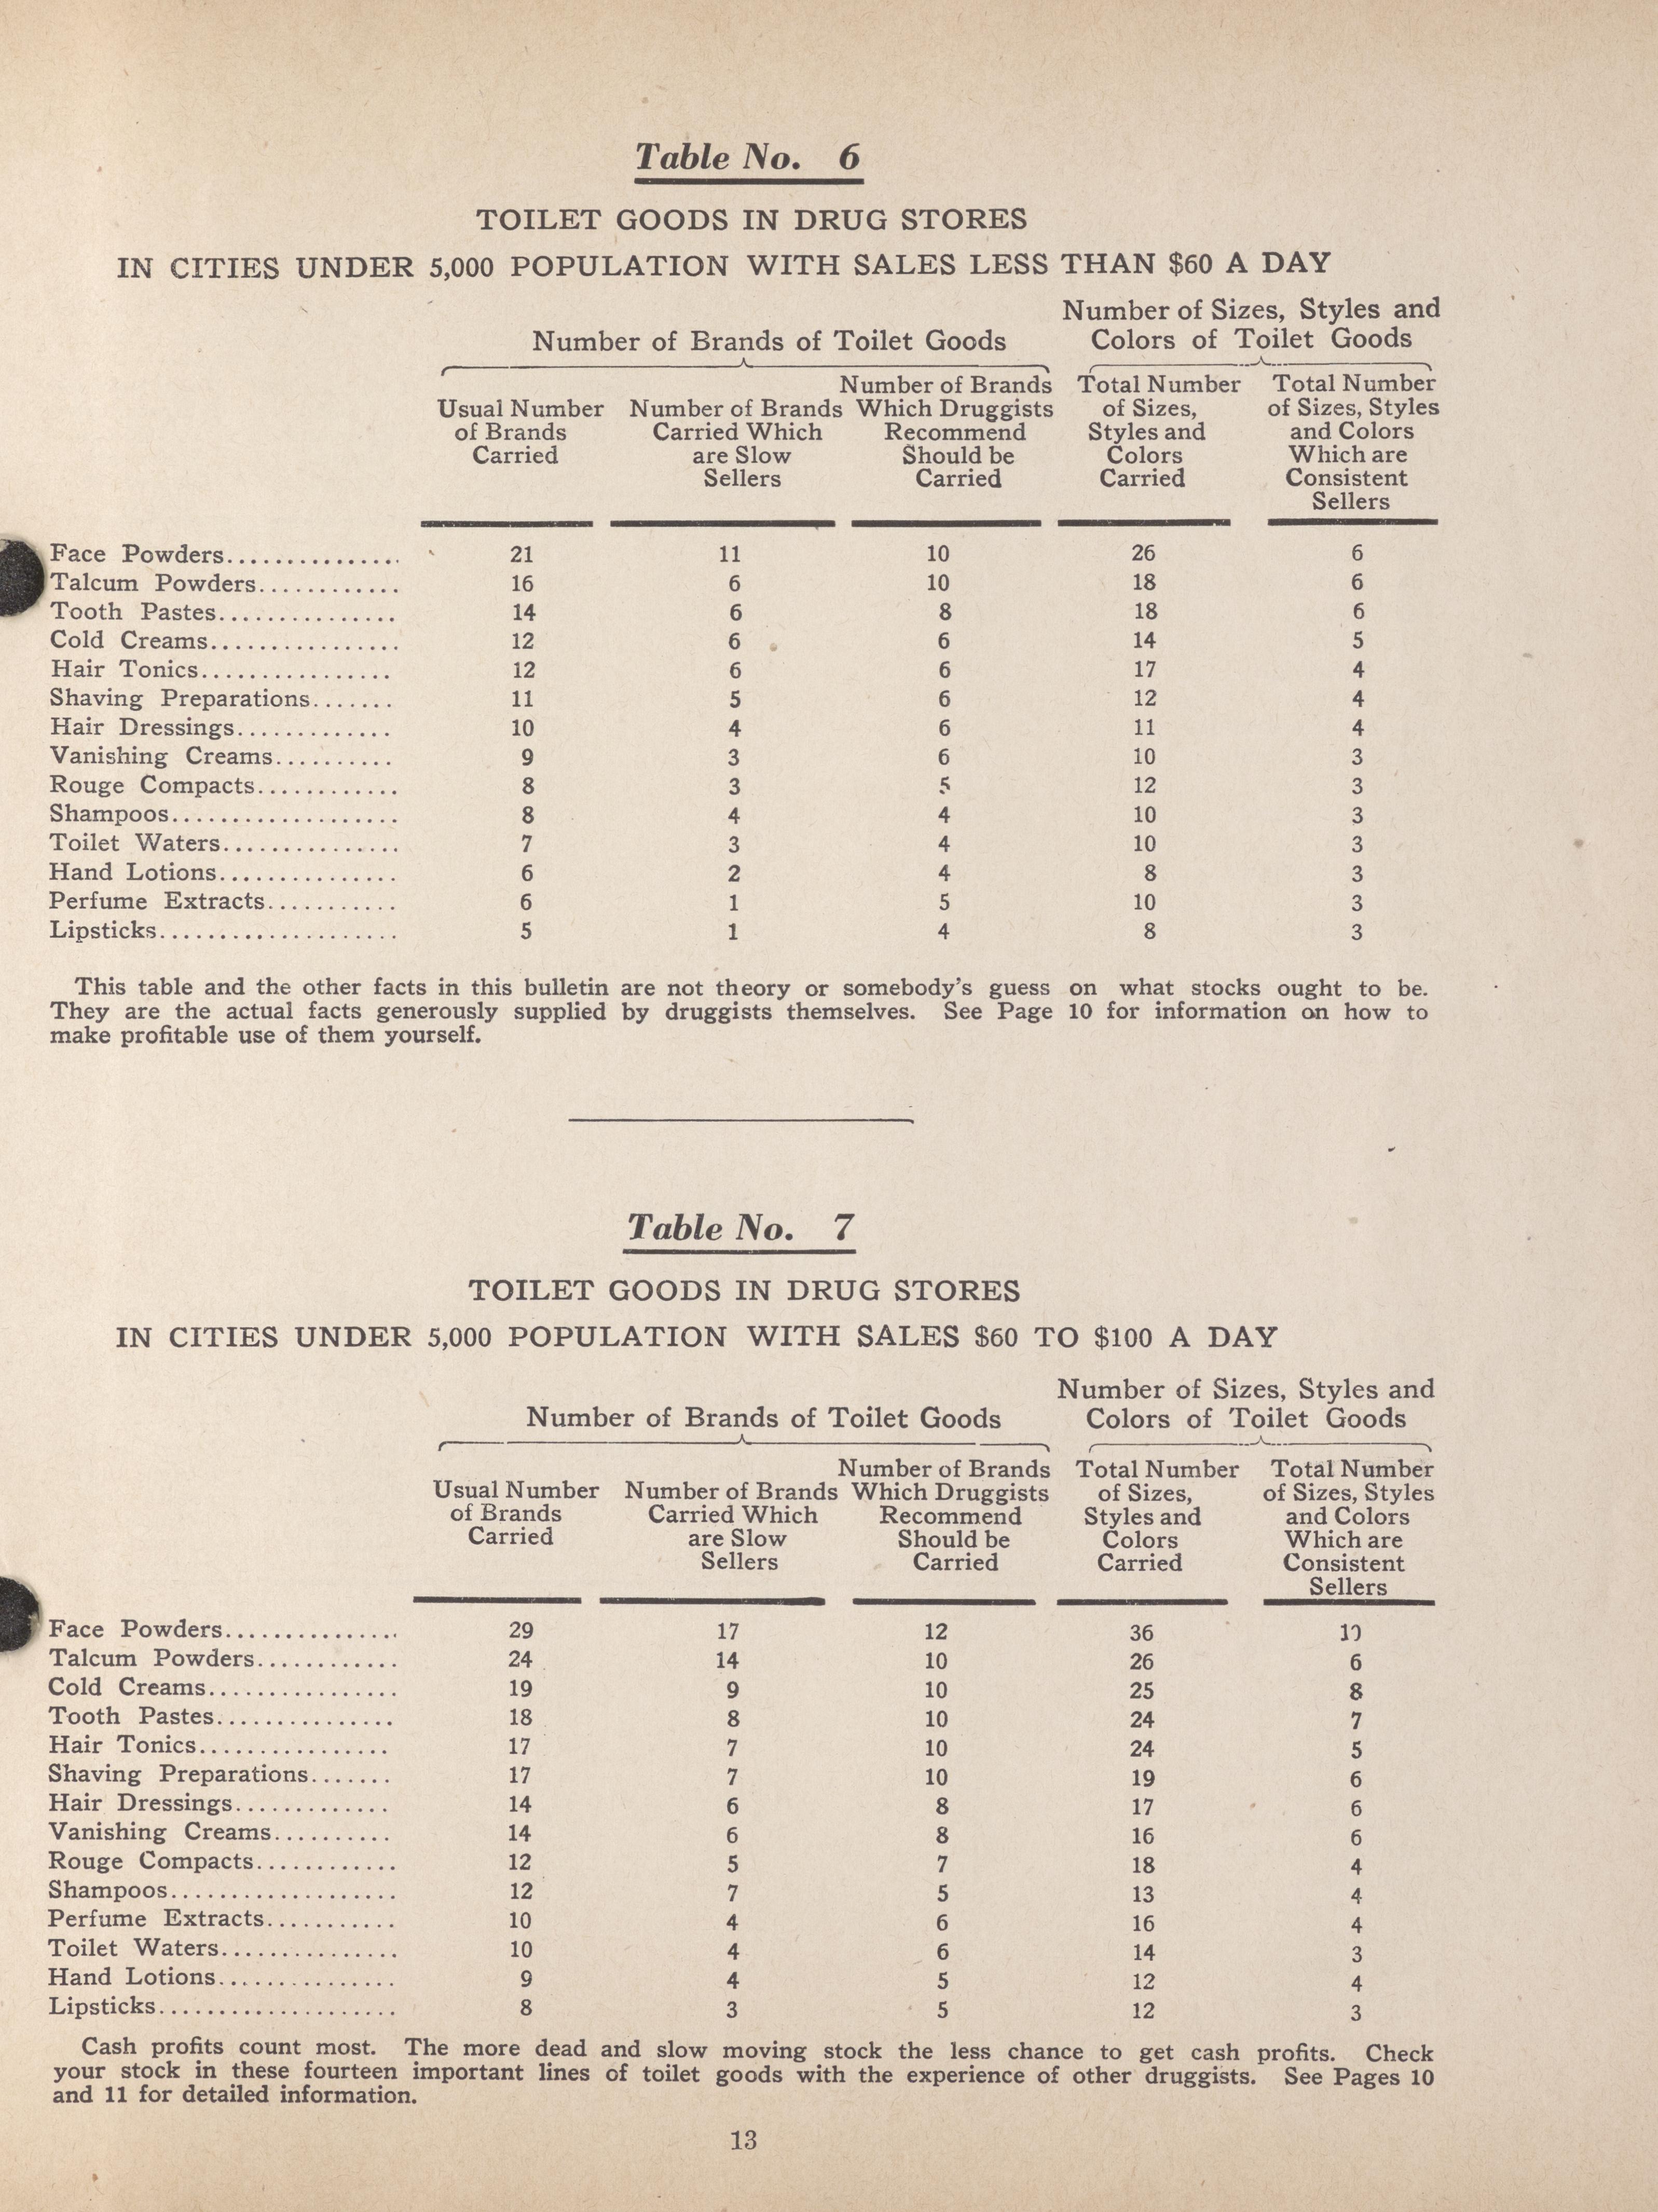 Table No. 6
TOILET GOODS IN DRUG STORES
IN CITIES UNDER 5,000 POPULATION WITH SALES LESS THAN $60 A DAY
Number of Brands of Toilet Goods
Number of Sizes, Styles and
Colors of Toilet Goods
Usual Number
of Brands
Carried
Number of Brands
Carried Which
are Slow
Sellers
Number of Brands
Which Druggists
Recommend
Should be
Carried
Total Number
of Sizes,
Styles and
Colors
Carried
Total Number
of Sizes, Styles
and Colors
Which are
Consistent
Sellers
Face Powders............... 21 11 10 26 6
Talcum Powders............ 16 6 10 18 6
Tooth Pastes............... 14 6 8 18 6
Cold Creams................ 12 6 6 14 5
Hair Tonics................ 12 6 6 17 4
Shaving Preparations....... 11 5 6 12 4
Hair Dressings............. 10 4 6 11 4
Vanishing Creams.......... 9 3 6 10 3
Rouge Compacts............ 8 3 5 12 3
Shampoos................... 8 4 4 10 3
Toilet Waters............... 7 3 4 10 3
Hand Lotions............... 6 2 4 8 3
Perfume Extracts........... 6 1 5 10 3
Lipsticks.................... 5 1 4 8 3
This table and the other facts in this bulletin are not theory or somebody's guess on what stocks ought to be.
They are the actual facts generously supplied by druggists themselves. See Page 10 for information on how to
make profitable use of them yourself.
Table No. 7
TOILET GOODS IN DRUG STORES
IN CITIES UNDER 5,000 POPULATION WITH SALES $60 TO $100 A DAY
Number of Brands of Toilet Goods
Number of Sizes, Styles and
Colors of Toilet Goods
Usual Number
of Brands
Carried
Number of Brands
Carried Which
are Slow
Sellers
Number of Brands
Which Druggists
Recommend
Should be
Carried
Total Number
of Sizes,
Styles and
Colors
Carried
Total Number
of Sizes, Styles
and Colors
Which are
Consistent
Sellers
Face Powders............... 29 17 12 36 10
Talcum Powders............ 24 14 10 26 6
Cold Creams................ 19 9 10 25 8
Tooth Pastes............... 18 8 10 24 7
Hair Tonics................ 17 7 10 24 5
Shaving Preparations....... 17 7 10 19 6
Hair Dressings............. 14 6 8 17 6
Vanishing Creams.......... 14 6 8 16 6
Rouge Compacts............ 12 5 7 18 4
Shampoos................... 12 7 5 13 4
Perfume Extracts........... 10 4 6 16 4
Toilet Waters............... 10 4 6 14 3
Hand Lotions............... 9 4 5 12 4
Lipsticks.................... 8 3 5 12 3
Cash profits count most. The more dead and slow moving stock the less chance to get cash profits. Check
your stock in these fourteen important lines of toilet goods with the experience of other druggists. See Pages 10
and 11 for detailed information.
13